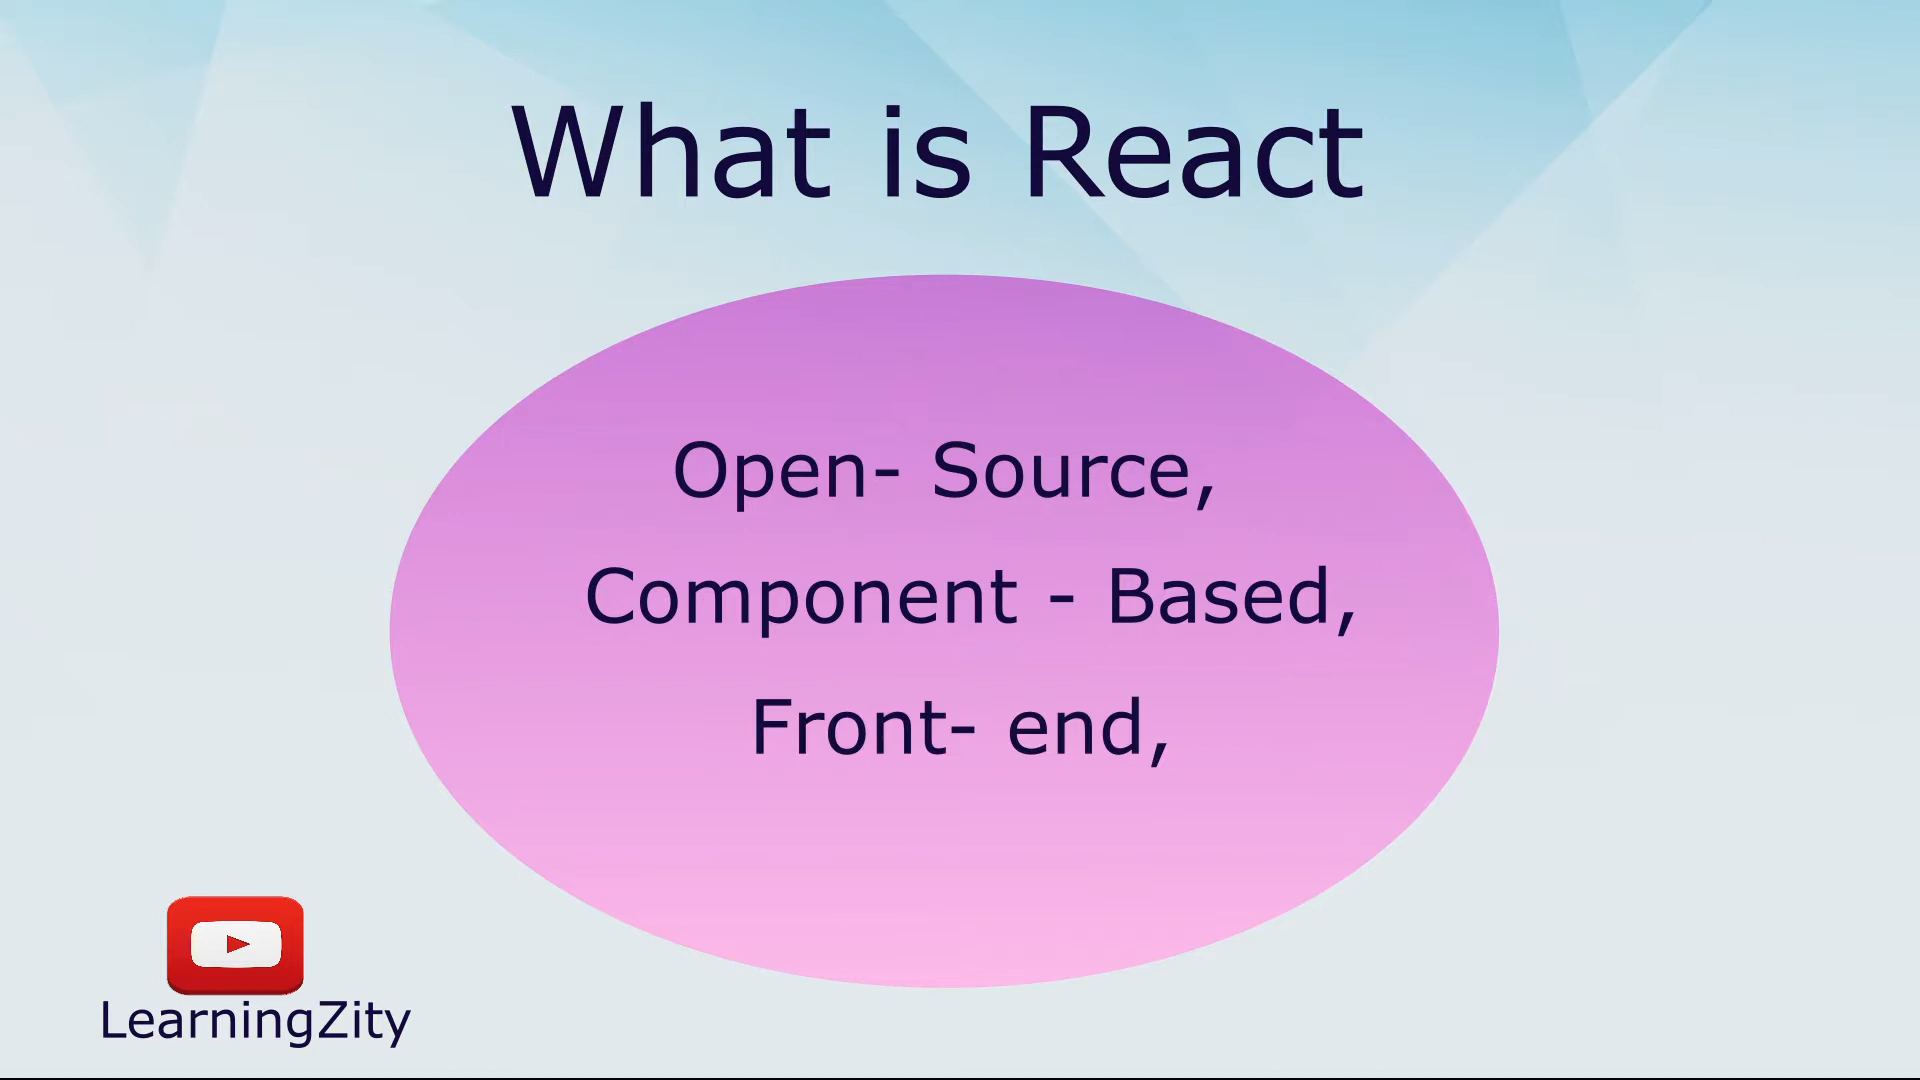 What is React
Open- Source,
Component - Based,
Front- end,
LearningZity